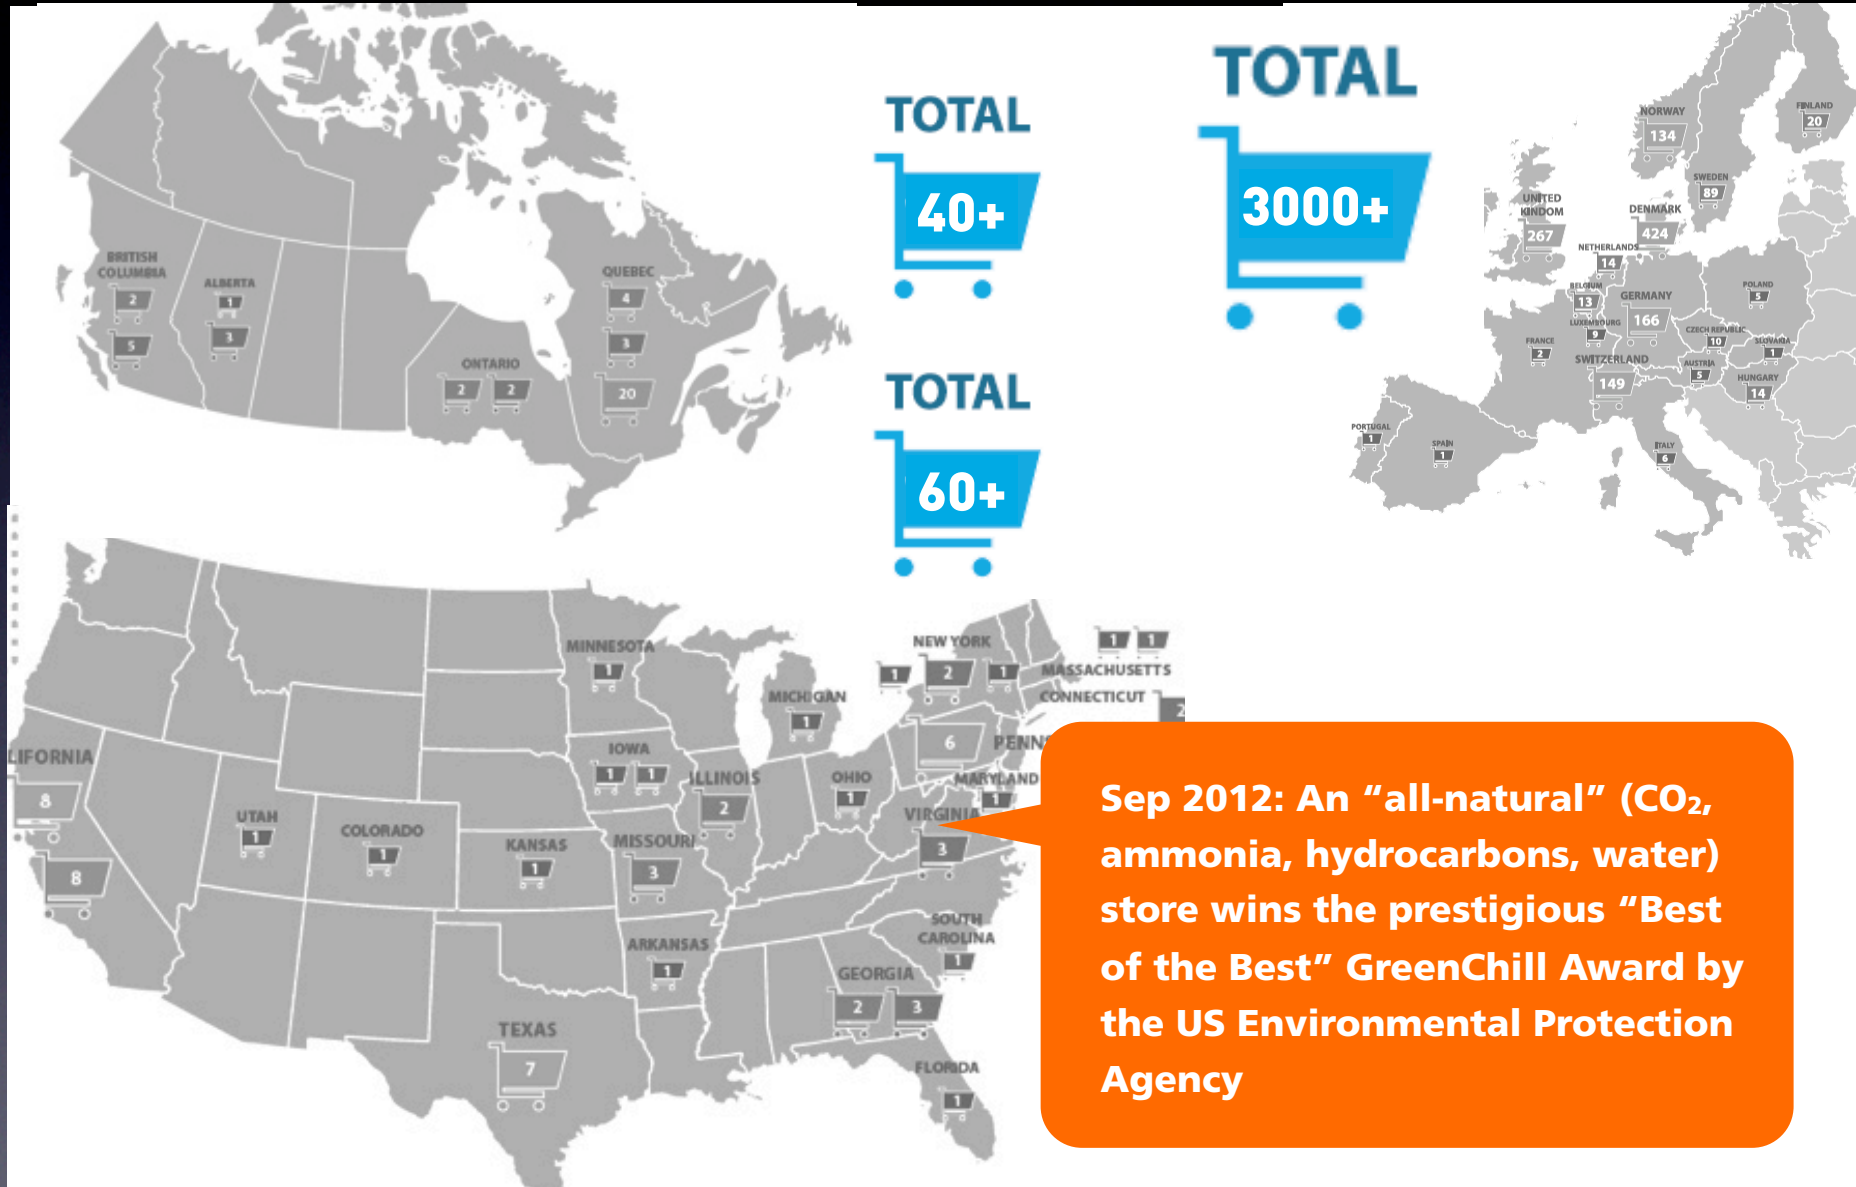 BRITISH
COLUMBIA
2
5
ALBERTA
1
3
ONTARIO
2 2
QUEBEC
4
3
20
TOTAL
40+
TOTAL
60+
TOTAL
3000+
NORWAY
134
FINLAND
20
SWEDEN
89
UNITED
KINDOM
267
DENMARK
424
NETHERLANDS
14
BELGIUM
13
GERMANY
166
POLAND
5
LUXEMBOURG
9
CZECH REPUBLIC
10
SLOVAKIA
1
FRANCE
2
SWITZERLAND
149
AUSTRIA
5
HUNGARY
14
PORTUGAL
1
SPAIN
1
ITALY
6
MINNESOTA
1
MICHIGAN
1
NEW YORK
1 2 1
1 1
MASSACHUSETTS
CONNECTICUT
2
6
PENNS
LIFORNIA
8
8
UTAH
1
COLORADO
1
KANSAS
1
IOWA
1 1
ILLINOIS
2
MISSOURI
3
OHIO
1
MARYLAND
1
VIRGINIA
3
ARKANSAS
1
SOUTH
CAROLINA
1
GEORGIA
2 3
TEXAS
7
FLORIDA
1
Sep 2012: An “all-natural” (CO₂,
ammonia, hydrocarbons, water)
store wins the prestigious “Best
of the Best” GreenChill Award by
the US Environmental Protection
Agency